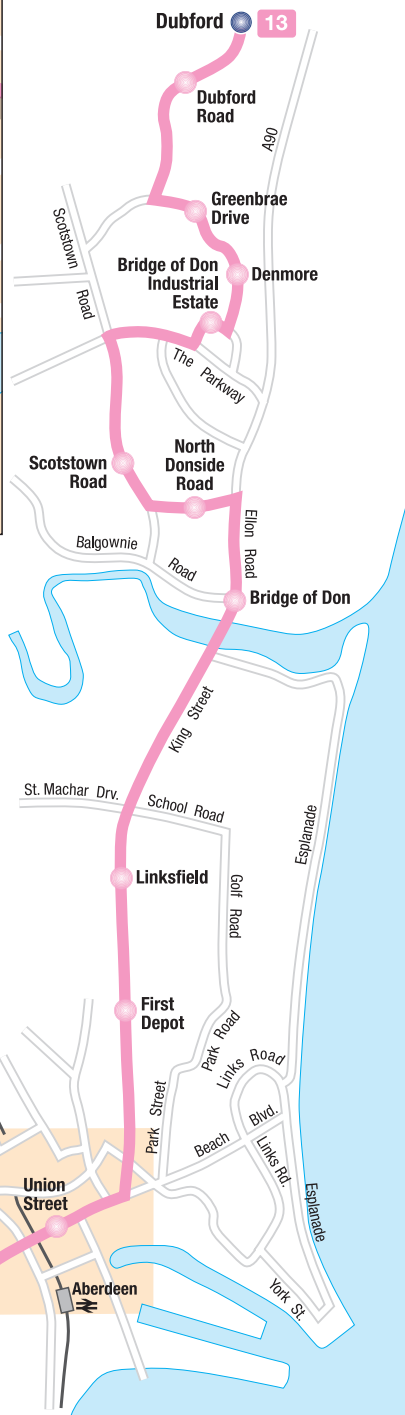 Dubford 13
Dubford
Road
A90
Greenbrae
Drive
Scotstown
Road
Bridge of Don
Industrial
Estate
Denmore
The Parkway
Scotstown
Road
North
Donside
Road
Ellon Road
Balgownie
Road
Bridge of Don
King Street
St. Machar Drv.
School Road
Esplanade
Linksfield
Golf Road
First
Depot
Park Road
Links Road
Park Street
Beach Blvd.
Links Rd.
Esplanade
Union
Street
Aberdeen
York St.